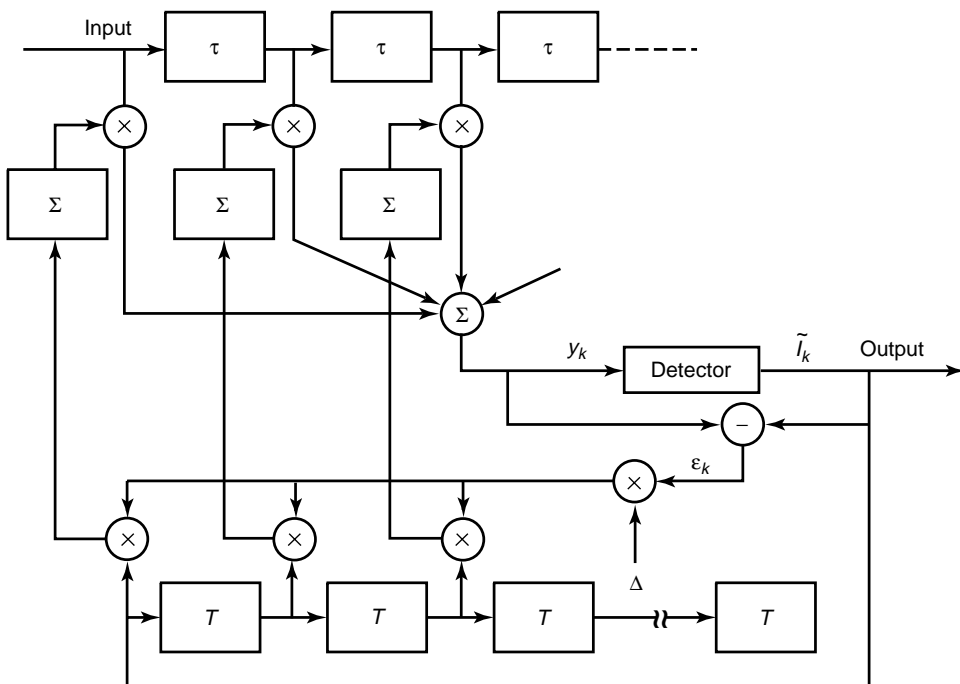 Input
τ τ τ
× × ×
Σ Σ Σ
Σ
y_k Detector Ĩ_k Output
−
ε_k
×
× × ×
Δ
T T T T